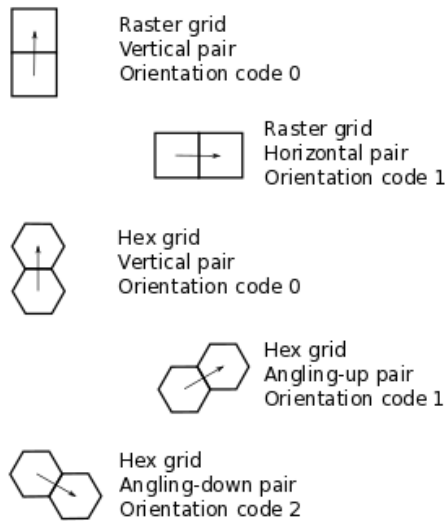 Raster grid
Vertical pair
Orientation code 0
Raster grid
Horizontal pair
Orientation code 1
Hex grid
Vertical pair
Orientation code 0
Hex grid
Angling-up pair
Orientation code 1
Hex grid
Angling-down pair
Orientation code 2